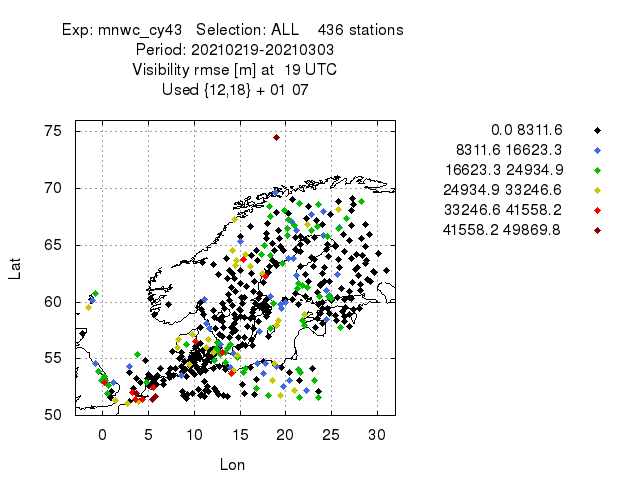 Exp: mnwc_cy43 Selection: ALL 436 stations
Period: 20210219-20210303
Visibility rmse [m] at 19 UTC
Used {12,18} + 01 07
0.0 8311.6
8311.6 16623.3
16623.3 24934.9
24934.9 33246.6
33246.6 41558.2
41558.2 49869.8
75
70
65
60
55
50
Lat
0 5 10 15 20 25 30
Lon